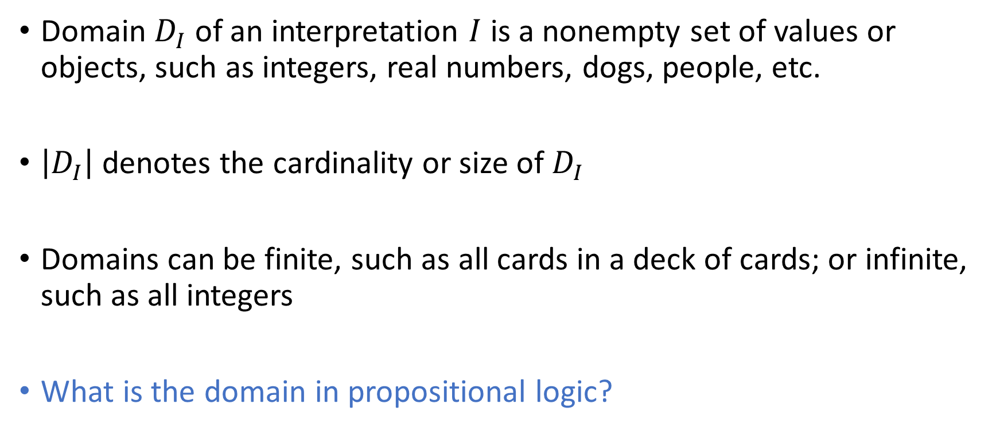 • Domain $D_I$ of an interpretation $I$ is a nonempty set of values or
objects, such as integers, real numbers, dogs, people, etc.
• $|D_I|$ denotes the cardinality or size of $D_I$
• Domains can be finite, such as all cards in a deck of cards; or infinite,
such as all integers
• What is the domain in propositional logic?